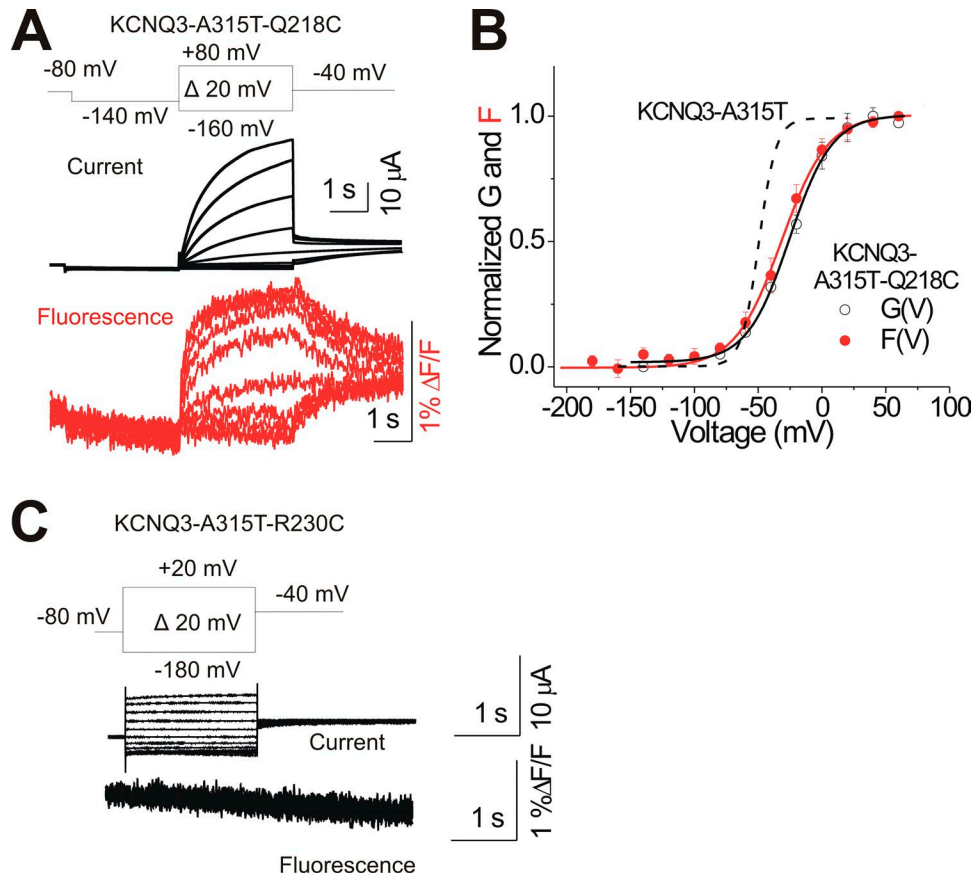 A
KCNQ3-A315T-Q218C
+80 mV
-80 mV
Δ 20 mV
-40 mV
-140 mV
-160 mV
Current
1 s
10 µA
Fluorescence
1 s
1% ΔF/F
B
Normalized G and F
1.0
0.5
0.0
KCNQ3-A315T
KCNQ3-
A315T-Q218C
G(V)
F(V)
-200 -150 -100 -50 0 50 100
Voltage (mV)
C
KCNQ3-A315T-R230C
+20 mV
-40 mV
-80 mV
Δ 20 mV
-180 mV
1 s
10 µA
Current
1 s
1 %ΔF/F
Fluorescence